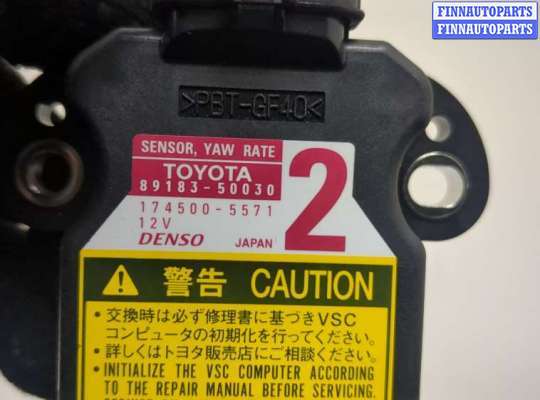 FINNAUTOPARTS
FINNAUTOPARTS
>PBT-GF40<
SENSOR, YAW RATE
TOYOTA
89183-50030
2
174500-5571
12V
DENSO JAPAN
警告 CAUTION
•交換時は必ず修理書に基づきVSC
コンピュータの初期化を行ってください。
•詳しくはトヨタ販売店にご相談ください。
•INITIALIZE THE VSC COMPUTER ACCORDING
TO THE REPAIR MANUAL BEFORE SERVICING.